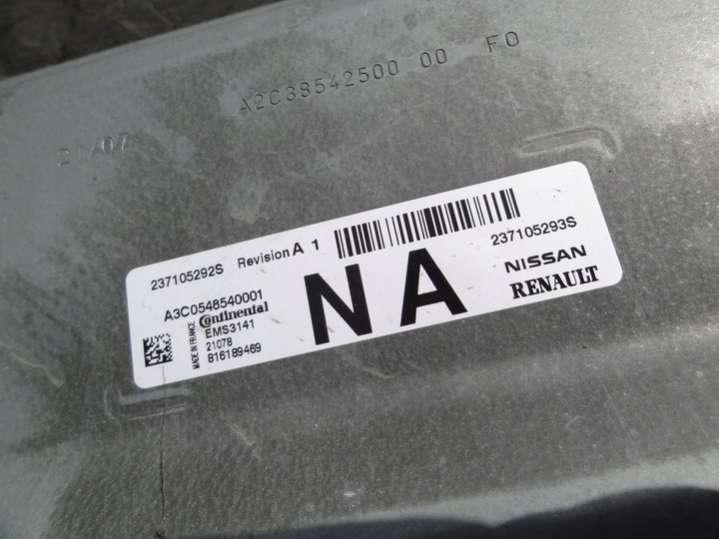 A2C38542500 00 F0
21/07
237105292S Revision A 1
237105293S
A3C0548540001
Continental
EMS3141
21078
816189469
MADE IN FRANCE
NA
NISSAN
RENAULT